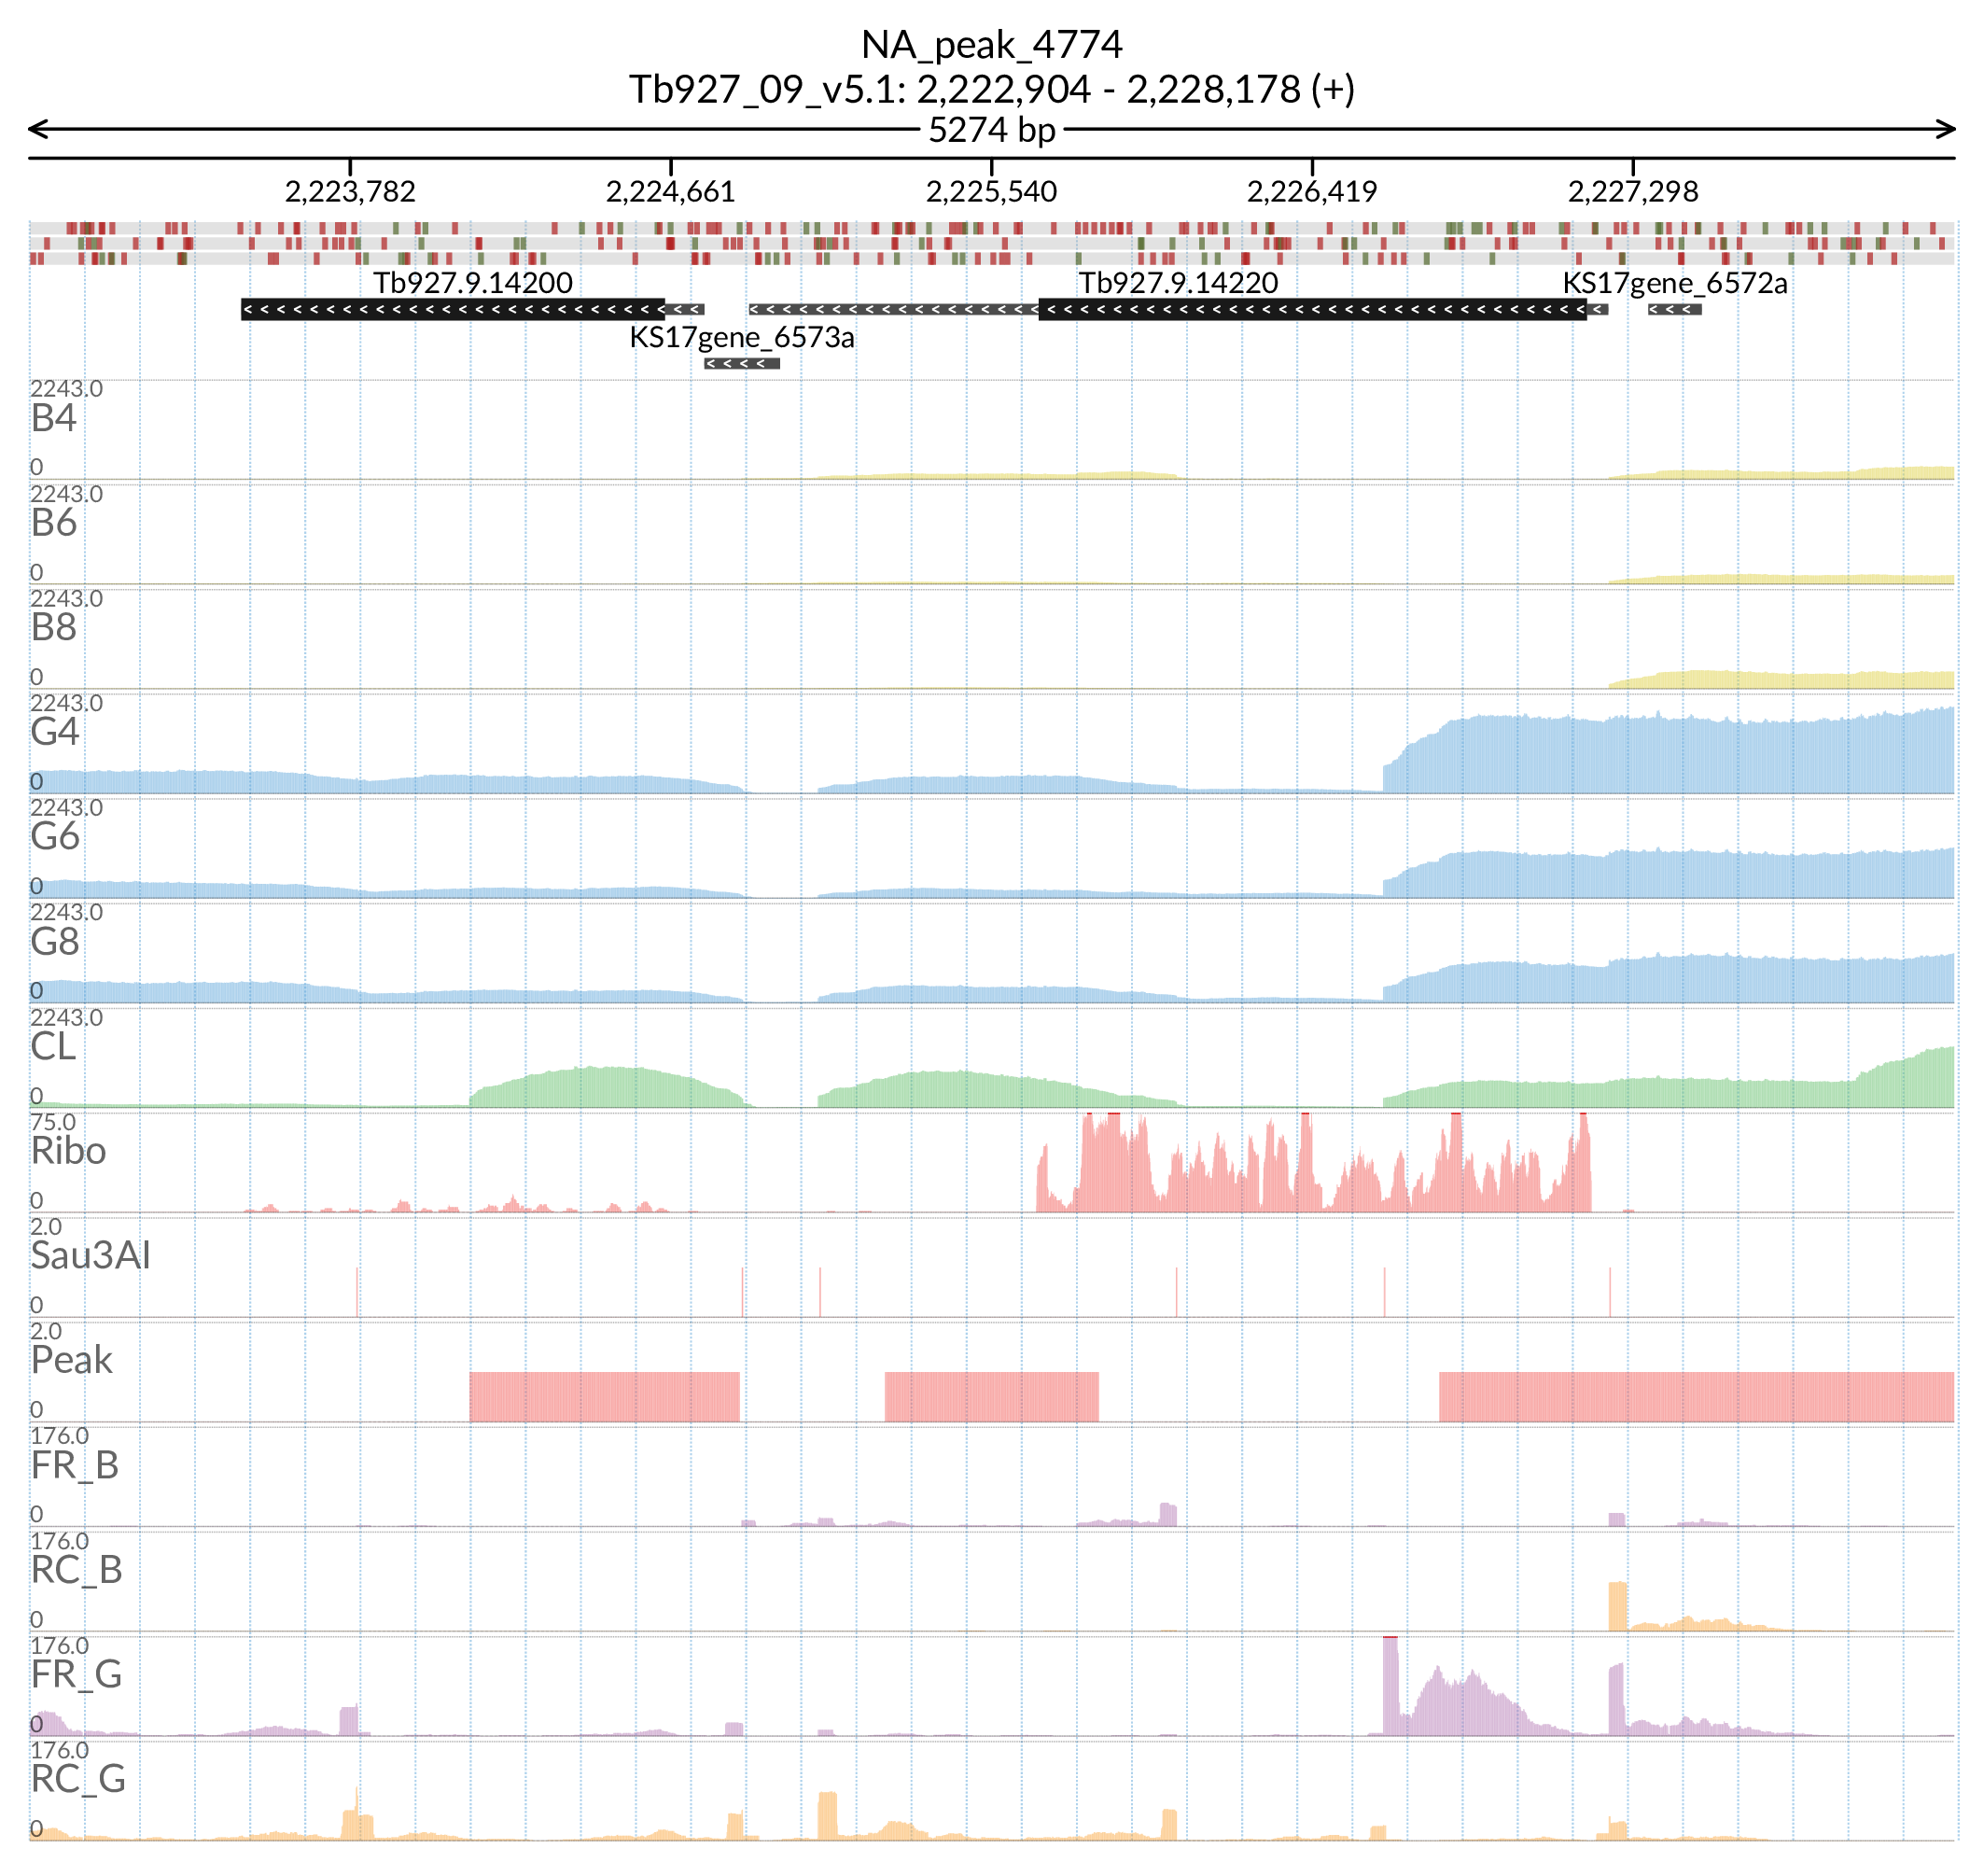 NA_peak_4774
Tb927_09_v5.1: 2,222,904 - 2,228,178 (+)
5274 bp
2,223,782 2,224,661 2,225,540 2,226,419 2,227,298
Tb927.9.14200 Tb927.9.14220 KS17gene_6572a
KS17gene_6573a
2243.0
B4
0
2243.0
B6
0
2243.0
B8
0
2243.0
G4
0
2243.0
G6
0
2243.0
G8
0
2243.0
CL
0
75.0
Ribo
0
2.0
Sau3AI
0
2.0
Peak
0
176.0
FR_B
0
176.0
RC_B
0
176.0
FR_G
0
176.0
RC_G
0